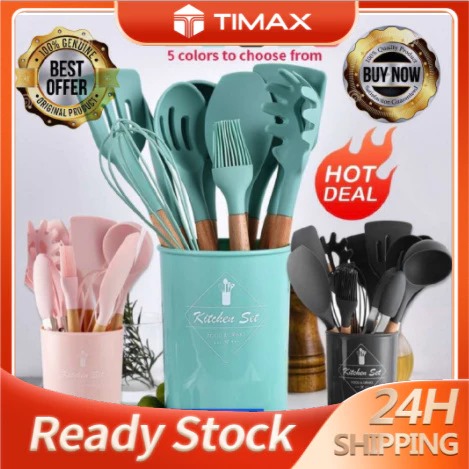 TIMAX
5 colors to choose from
100% GENUINE
BEST
OFFER
ORIGINAL PRODUCT
BUY NOW
HOT
DEAL
Kitchen Set
Kitchen Set
Kitchen Set
Ready Stock
24H
SHIPPING